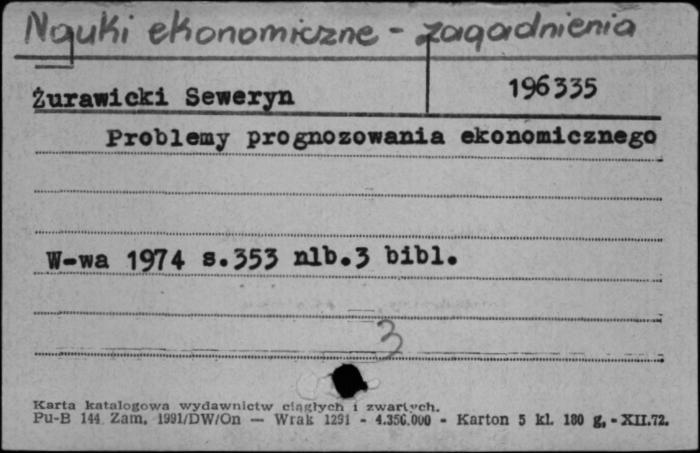 Nauki ekonomiczne - zagadnienia
Żurawicki Seweryn
196335
Problemy prognozowania ekonomicznego
W-wa 1974 s.353 nlb.3 bibl.
3
Karta katalogowa wydawnictw ciągłych i zwartych.
Pu-B 144 Zam. 1991/DW/On — Wrak 1291 - 4.356.000 - Karton 5 kl. 180 g. - XII.72.